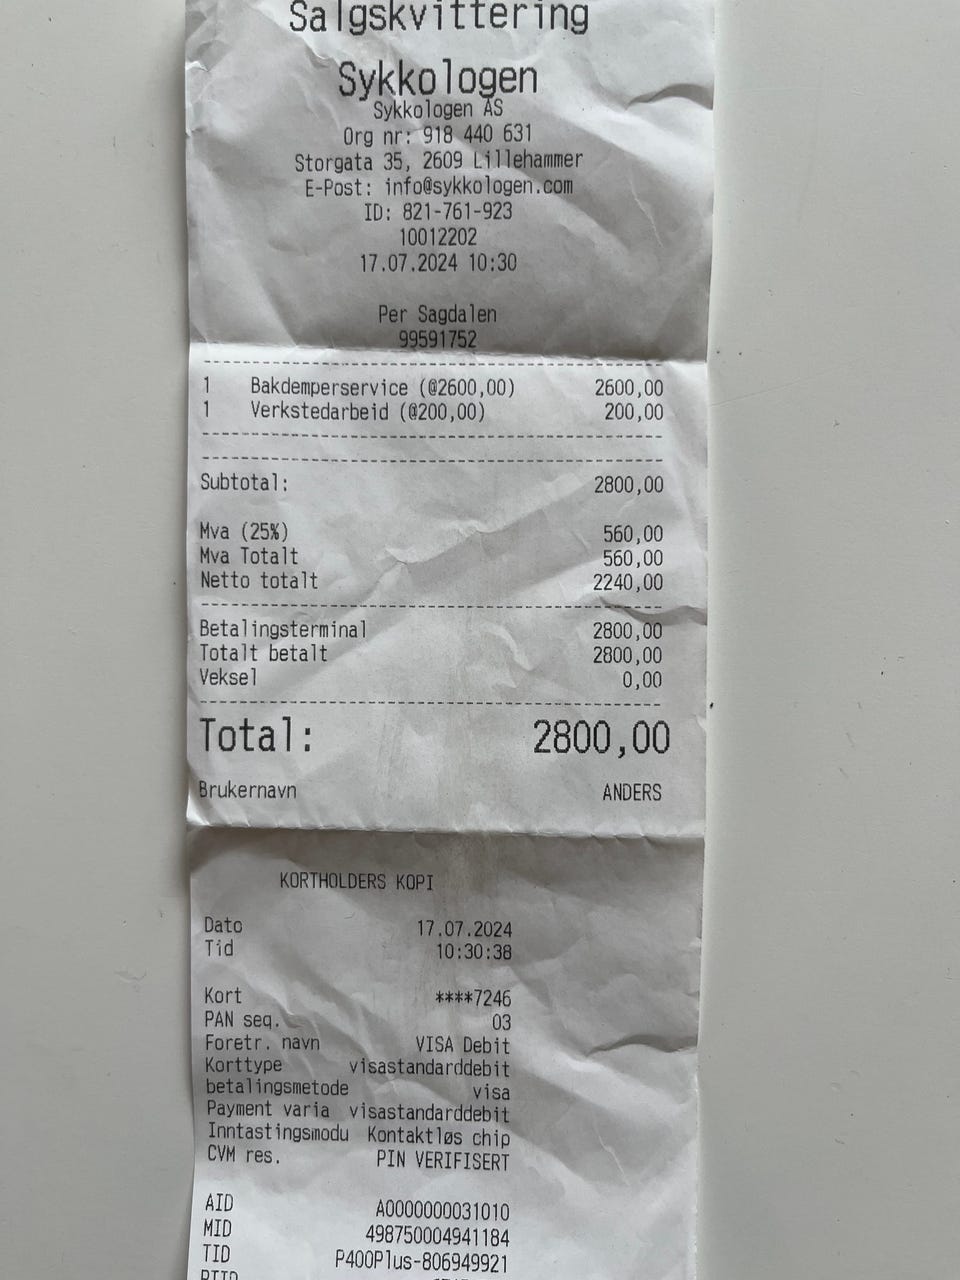 Salgskvittering
Sykkologen
Sykkologen AS
Org nr: 918 440 631
Storgata 35, 2609 Lillehammer
E-Post: info@sykkologen.com
ID: 821-761-923
10012202
17.07.2024 10:30
Per Sagdalen
99591752
1 Bakdemperservice (@2600,00) 2600,00
1 Verkstedarbeid (@200,00) 200,00
Subtotal: 2800,00
Mva (25%) 560,00
Mva Totalt 560,00
Netto totalt 2240,00
Betalingsterminal 2800,00
Totalt betalt 2800,00
Veksel 0,00
Total: 2800,00
Brukernavn ANDERS
KORTHOLDERS KOPI
Dato 17.07.2024
Tid 10:30:38
Kort ****7246
PAN seq. 03
Foretr. navn VISA Debit
Korttype visastandarddebit
betalingsmetode visa
Payment varia visastandarddebit
Inntastingsmodu Kontaktløs chip
CVM res. PIN VERIFISERT
AID A0000000031010
MID 498750004941184
TID P400Plus-806949921